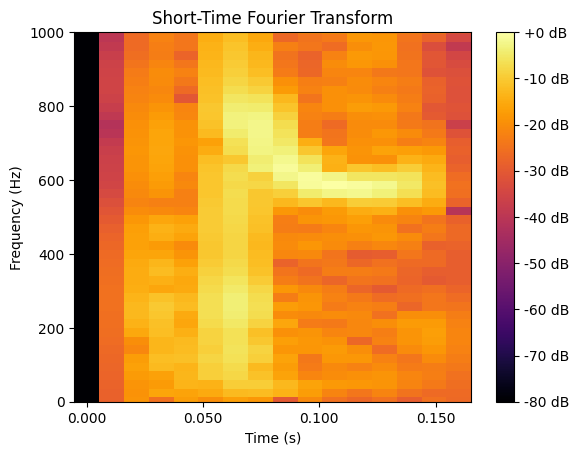 Short-Time Fourier Transform
1000
800
600
400
200
0
Frequency (Hz)
0.000
0.050
0.100
0.150
Time (s)
+0 dB
-10 dB
-20 dB
-30 dB
-40 dB
-50 dB
-60 dB
-70 dB
-80 dB